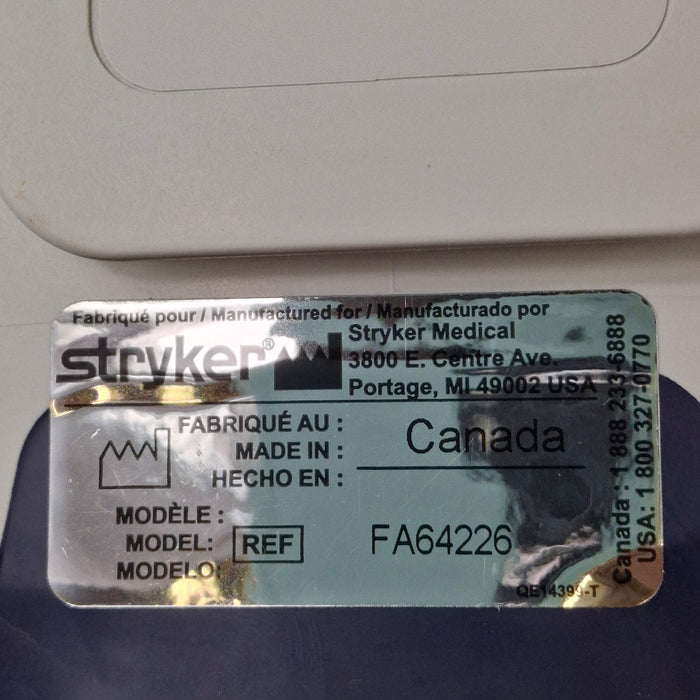 Fabriqué pour / Manufactured for / Manufacturado por
stryker®
Stryker Medical
3800 E. Centre Ave.
Portage, MI 49002 USA
FABRIQUÉ AU :
MADE IN :
HECHO EN :
Canada
MODÈLE :
MODEL:
MODELO:
REF
FA64226
QE14399-T
Canada : 1 888 233-6888
USA: 1 800 327-0770